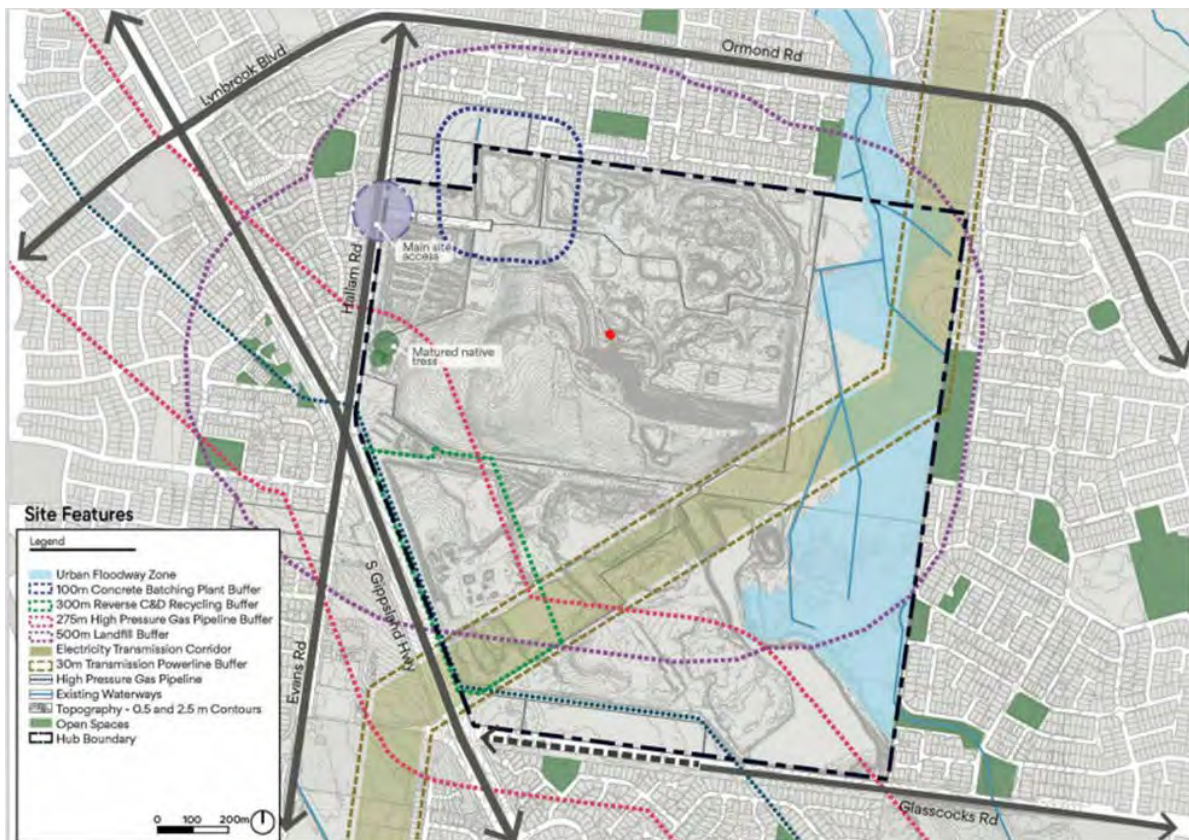 Lynbrook Blvd
Ormond Rd
Hallam Rd
Main site
access
Matured native
tress
S Gippsland Hwy
Evans Rd
Glasscocks Rd
Site Features
Legend
Urban Floodway Zone
100m Concrete Batching Plant Buffer
300m Reverse C&D Recycling Buffer
275m High Pressure Gas Pipeline Buffer
500m Landfill Buffer
Electricity Transmission Corridor
30m Transmission Powerline Buffer
High Pressure Gas Pipeline
Existing Waterways
Topography - 0.5 and 2.5 m Contours
Open Spaces
Hub Boundary
0 100 200m